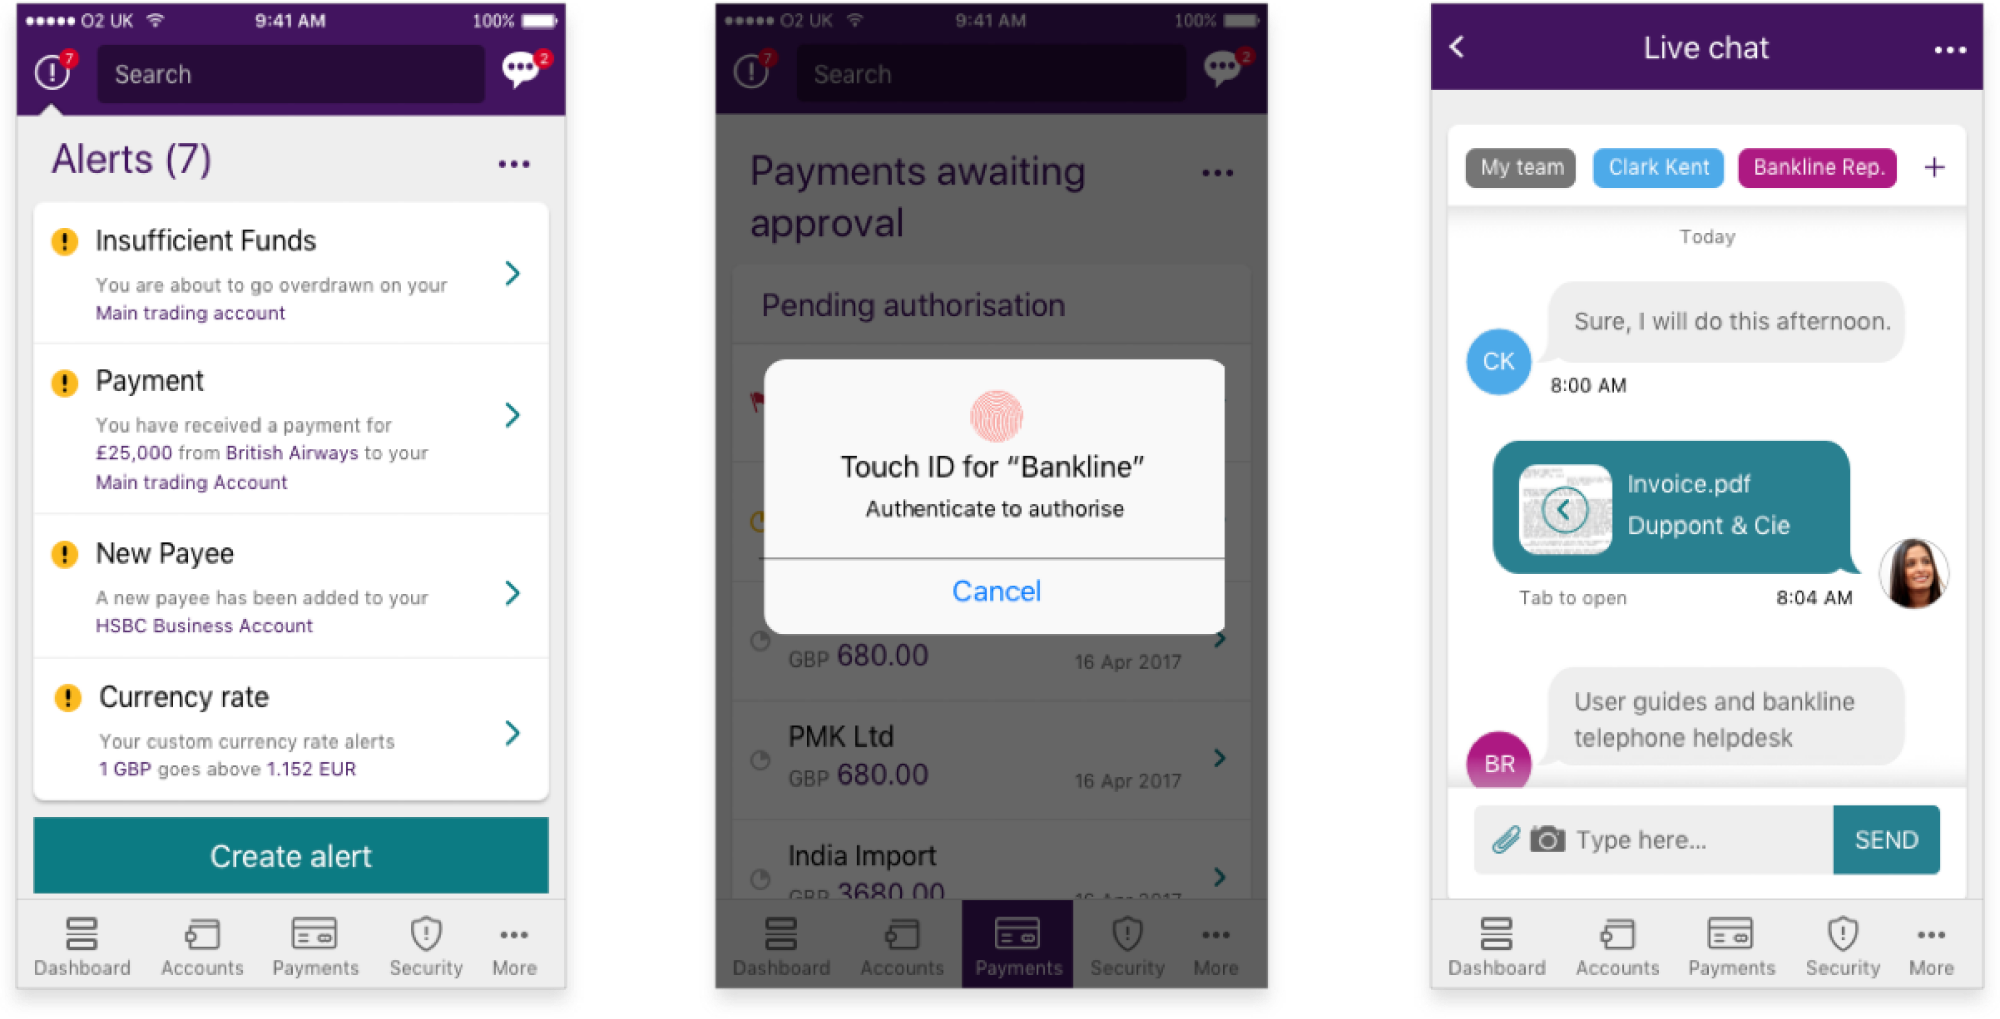 O2 UK 9:41 AM 100%
7 Search 2
Alerts (7)
Insufficient Funds
You are about to go overdrawn on your
Main trading account
Payment
You have received a payment for
£25,000 from British Airways to your
Main trading Account
New Payee
A new payee has been added to your
HSBC Business Account
Currency rate
Your custom currency rate alerts
1 GBP goes above 1.152 EUR
Create alert
Dashboard Accounts Payments Security More
O2 UK 9:41 AM 100%
7 Search 2
Payments awaiting
approval
Pending authorisation
Touch ID for “Bankline”
Authenticate to authorise
Cancel
GBP 680.00 16 Apr 2017
PMK Ltd
GBP 680.00 16 Apr 2017
India Import
GBP 3680.00 16 Apr 2017
Dashboard Accounts Payments Security More
Live chat
My team Clark Kent Bankline Rep. +
Today
Sure, I will do this afternoon.
CK
8:00 AM
Invoice.pdf
Duppont & Cie
Tab to open 8:04 AM
User guides and bankline
telephone helpdesk
BR
Type here... SEND
Dashboard Accounts Payments Security More